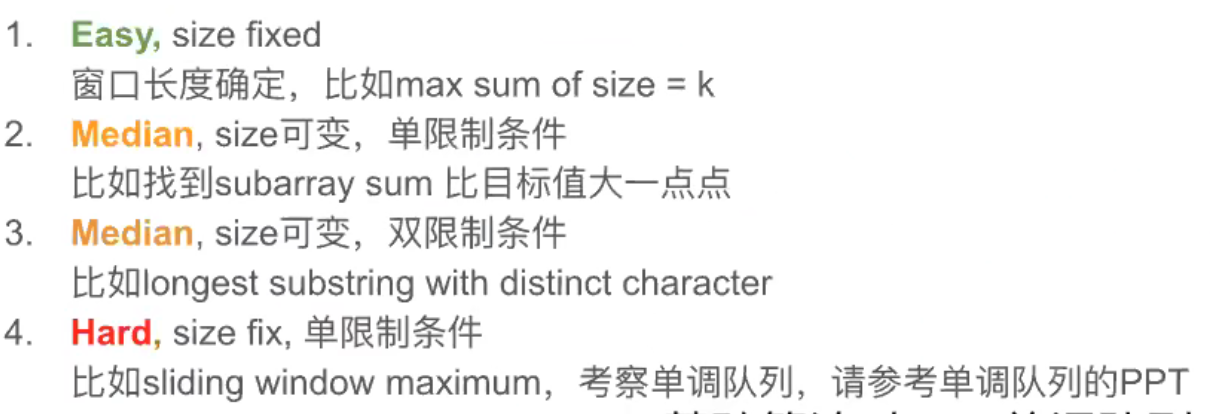 1. Easy, size fixed
窗口长度确定，比如max sum of size = k
2. Median, size可变，单限制条件
比如找到subarray sum 比目标值大一点点
3. Median, size可变，双限制条件
比如longest substring with distinct character
4. Hard, size fix, 单限制条件
比如sliding window maximum，考察单调队列，请参考单调队列的PPT